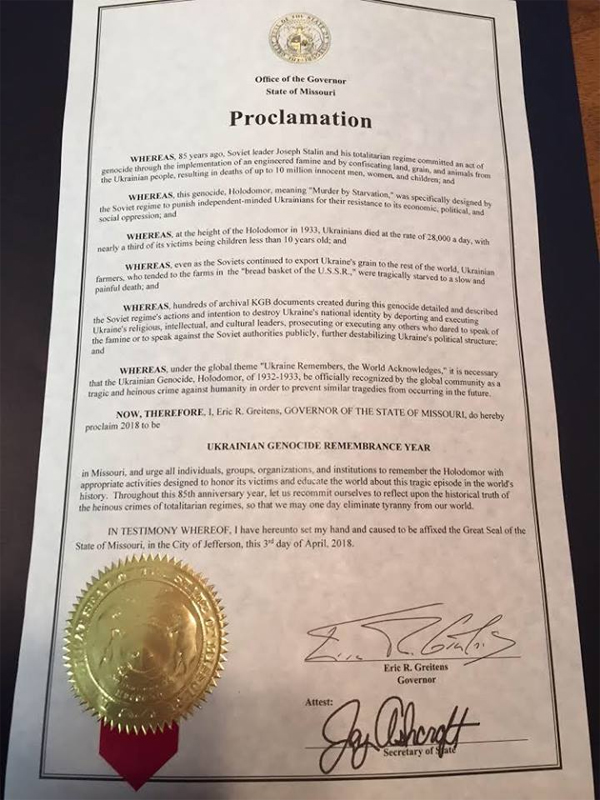 Office of the Governor
State of Missouri
Proclamation
WHEREAS, 85 years ago, Soviet leader Joseph Stalin and his totalitarian regime committed an act of
genocide through the implementation of an engineered famine and by confiscating land, grain, and animals from
the Ukrainian people, resulting in deaths of up to 10 million innocent men, women, and children; and
WHEREAS, this genocide, Holodomor, meaning "Murder by Starvation," was specifically designed by
the Soviet regime to punish independent-minded Ukrainians for their resistance to its economic, political, and
social oppression; and
WHEREAS, at the height of the Holodomor in 1933, Ukrainians died at the rate of 28,000 a day, with
nearly a third of its victims being children less than 10 years old; and
WHEREAS, even as the Soviets continued to export Ukraine's grain to the rest of the world, Ukrainian
farmers, who tended to the farms in the "bread basket of the U.S.S.R.," were tragically starved to a slow and
painful death; and
WHEREAS, hundreds of archival KGB documents created during this genocide detailed and described
the Soviet regime's actions and intention to destroy Ukraine's national identity by deporting and executing
Ukraine's religious, intellectual, and cultural leaders, prosecuting or executing any others who dared to speak of
the famine or to speak against the Soviet authorities publicly, further destabilizing Ukraine's political structure;
and
WHEREAS, under the global theme "Ukraine Remembers, the World Acknowledges," it is necessary
that the Ukrainian Genocide, Holodomor, of 1932-1933, be officially recognized by the global community as a
tragic and heinous crime against humanity in order to prevent similar tragedies from occurring in the future.
NOW, THEREFORE, I, Eric R. Greitens, GOVERNOR OF THE STATE OF MISSOURI, do hereby
proclaim 2018 to be
UKRAINIAN GENOCIDE REMEMBRANCE YEAR
in Missouri, and urge all individuals, groups, organizations, and institutions to remember the Holodomor with
appropriate activities designed to honor its victims and educate the world about this tragic episode in the world's
history. Throughout this 85th anniversary year, let us recommit ourselves to reflect upon the historical truth of
the heinous crimes of totalitarian regimes, so that we may one day eliminate tyranny from our world.
IN TESTIMONY WHEREOF, I have hereunto set my hand and caused to be affixed the Great Seal of the
State of Missouri, in the City of Jefferson, this 3rd day of April, 2018.
Eric R. Greitens
Eric R. Greitens
Governor
Attest:
Jay Ashcroft
Secretary of State